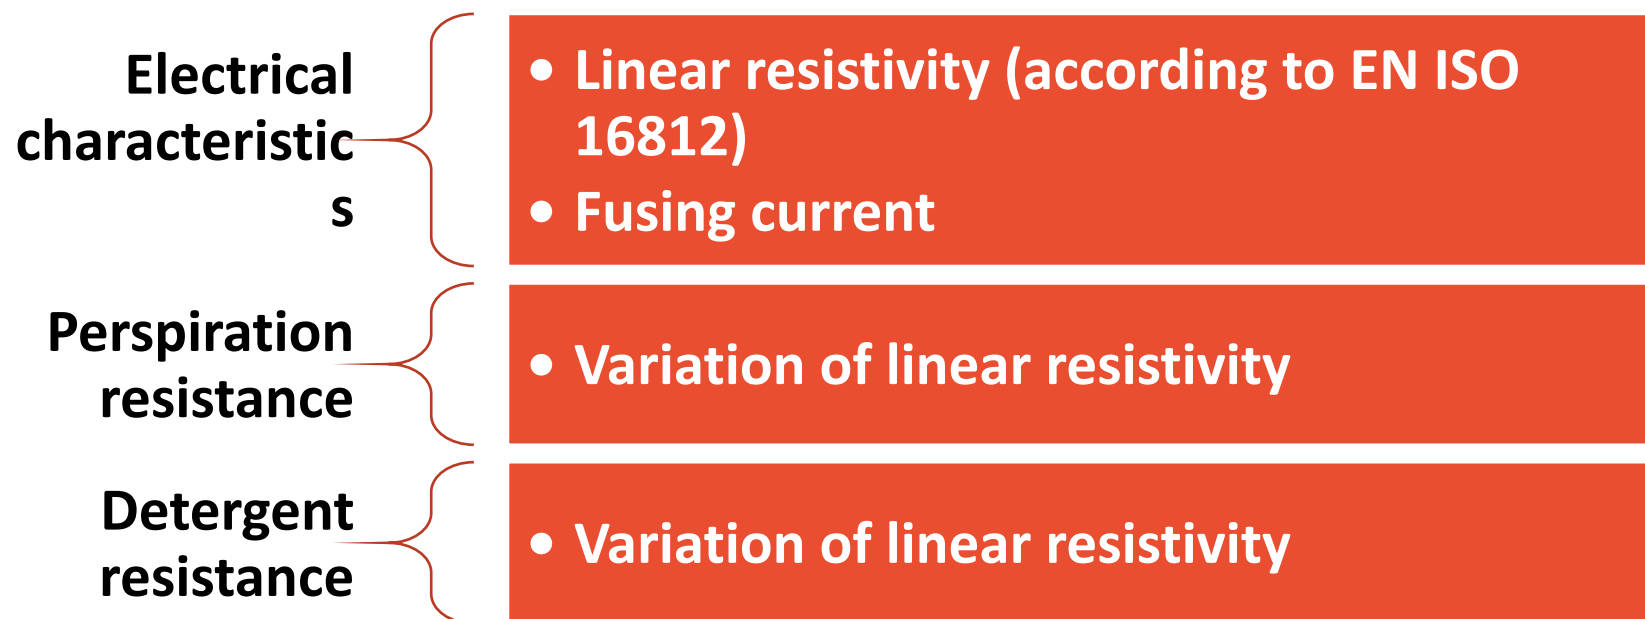 Electrical
characteristic
s
• Linear resistivity (according to EN ISO
16812)
• Fusing current
Perspiration
resistance
• Variation of linear resistivity
Detergent
resistance
• Variation of linear resistivity